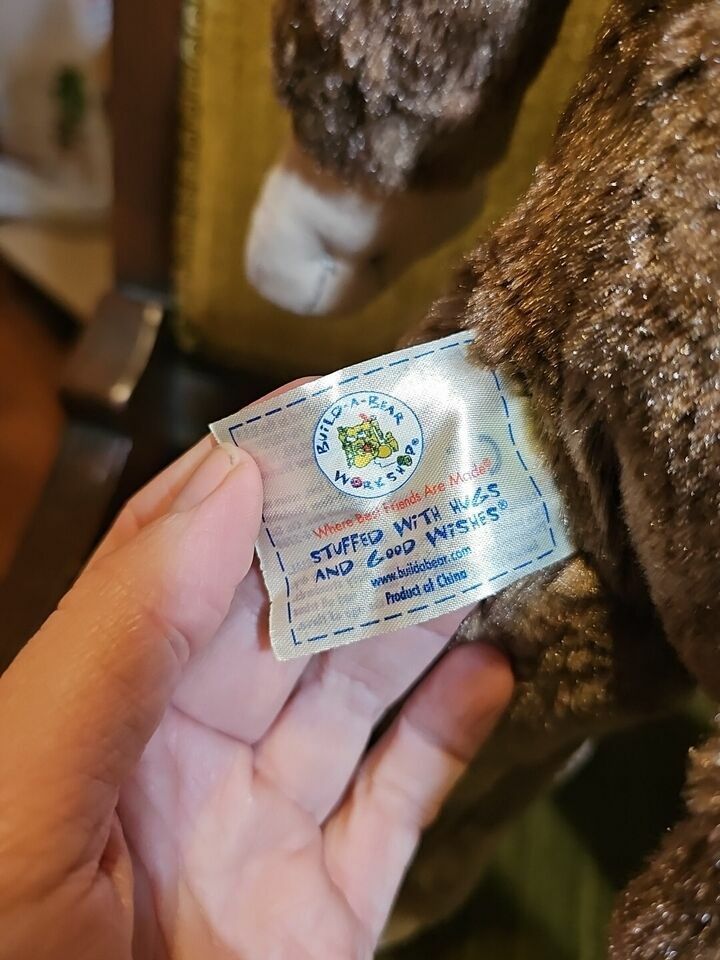 BUILD-A-BEAR
WORKSHOP®
Where Best Friends Are Made®
STUFFED WITH HUGS
AND GOOD WISHES®
www.buildabear.com
Product of China